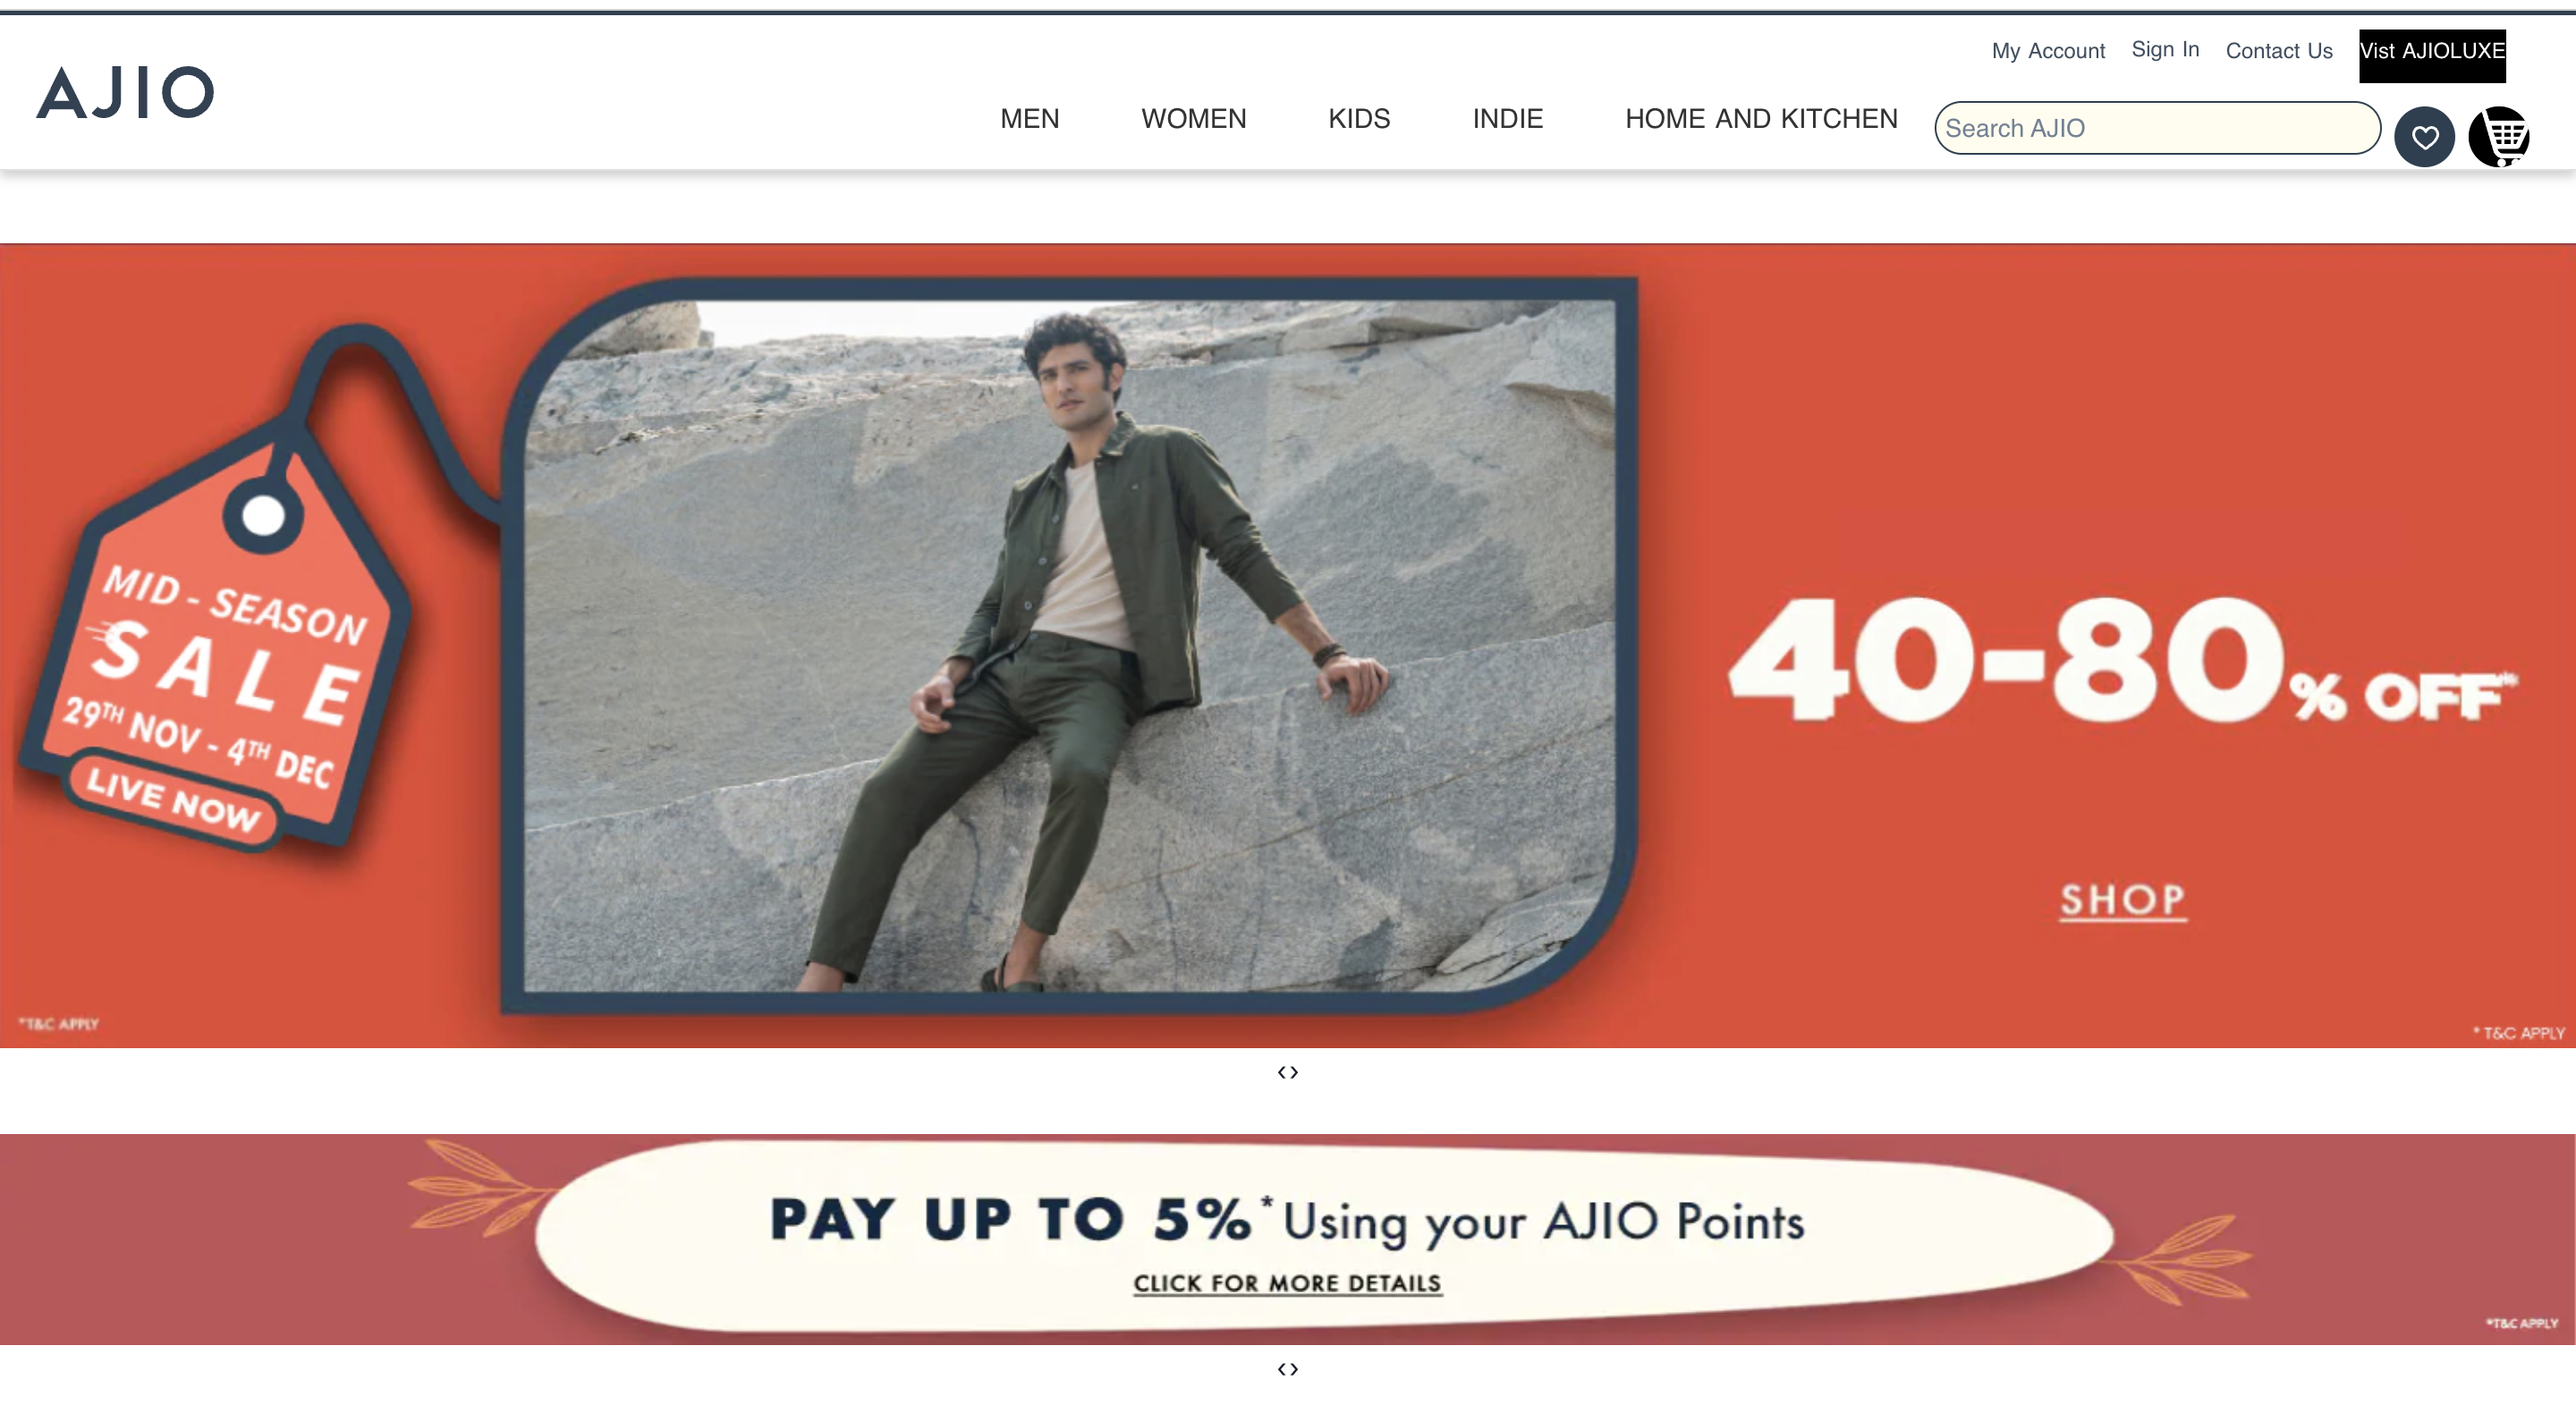 My Account Sign In Contact Us Vist AJIOLUXE
AJIO
MEN WOMEN KIDS INDIE HOME AND KITCHEN Search AJIO
MID - SEASON
SALE
29TH NOV - 4TH DEC
LIVE NOW
40-80% OFF*
SHOP
*T&C APPLY
* T&C APPLY
‹ ›
PAY UP TO 5%* Using your AJIO Points
CLICK FOR MORE DETAILS
*T&C APPLY
‹ ›